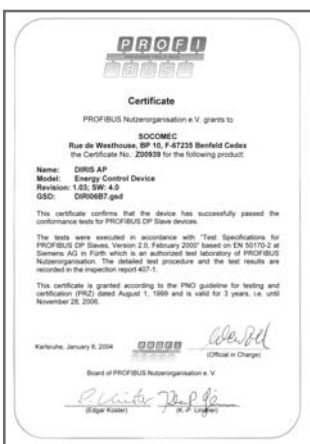 PROFI
BUS
Certificate
PROFIBUS Nutzerorganisation e.V. grants to
SOCOMEC
Rue de Westhouse, BP 10, F-67235 Benfeld Cedex
the Certificate No.: Z00939 for the following product:
Name: DIRIS AP
Model: Energy Control Device
Revision: 1.03; SW: 4.0
GSD: DIRI06B7.gsd
This certificate confirms that the device has successfully passed the
conformance tests for PROFIBUS DP Slave devices.
The tests were executed in accordance with "Test Specifications for
PROFIBUS DP Slaves, Version 2.0, February 2000" based on EN 50170-2 at
Siemens AG in Fürth which is an authorized test laboratory of PROFIBUS
Nutzerorganisation. The detailed test procedure and the test results are
recorded in the inspection report 407-1.
This certificate is granted according to the PNO guideline for testing and
certification (PRZ) dated August 1, 1999 and is valid for 3 years, i.e. until
November 28, 2006.
Karlsruhe, January 8, 2004
(Official in Charge)
Board of PROFIBUS Nutzerorganisation e. V.
(Edgar Küster) (K.-P. Lindner)